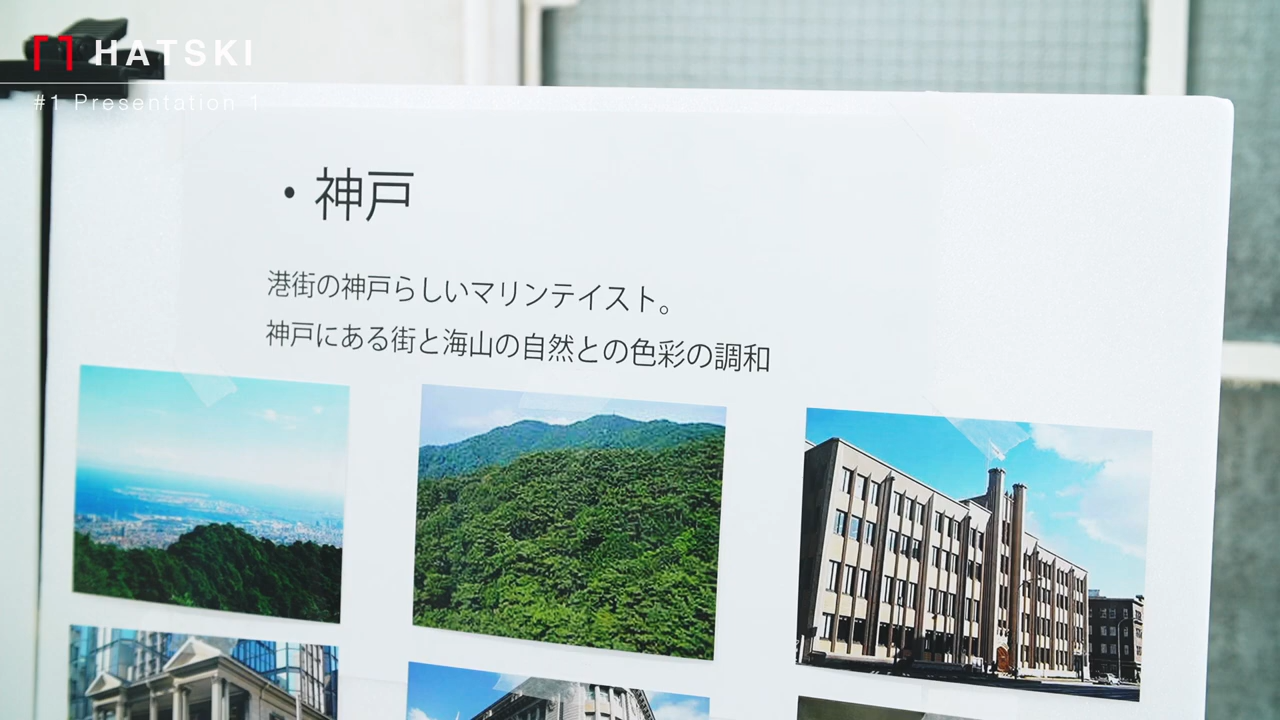 HATSKI
#1 Presentation 1
・神戸
港街の神戸らしいマリンテイスト。
神戸にある街と海山の自然との色彩の調和